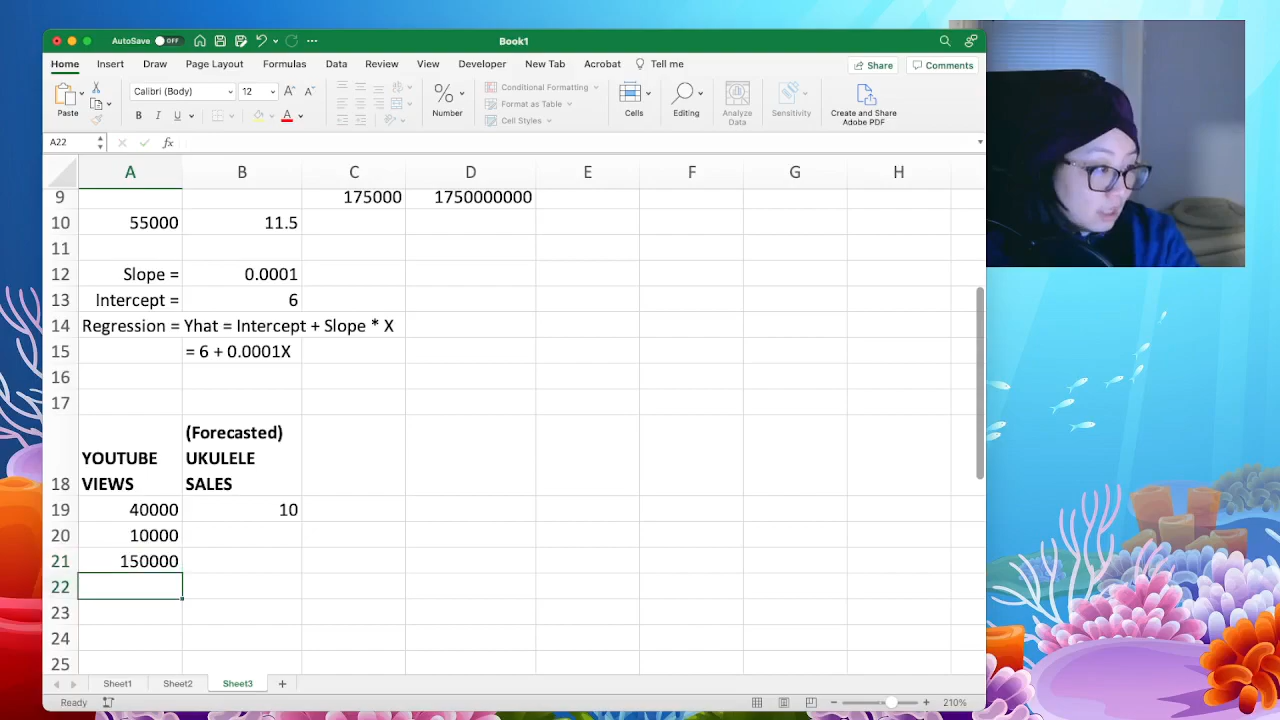 AutoSave OFF
Book1
Home Insert Draw Page Layout Formulas Data Review View Developer New Tab Acrobat Tell me
Share Comments
Paste
Calibri (Body) 12
B I U A
Number
Conditional Formatting
Format as Table
Cell Styles
Cells
Editing
Analyze Data
Sensitivity
Create and Share Adobe PDF
A22 fx
A B C D E F G H
9 175000 1750000000
10 55000 11.5
11
12 Slope = 0.0001
13 Intercept = 6
14 Regression = Yhat = Intercept + Slope * X
15 = 6 + 0.0001X
16
17
(Forecasted)
YOUTUBE UKULELE
18 VIEWS SALES
19 40000 10
20 10000
21 150000
22
23
24
25
Sheet1 Sheet2 Sheet3
Ready 210%